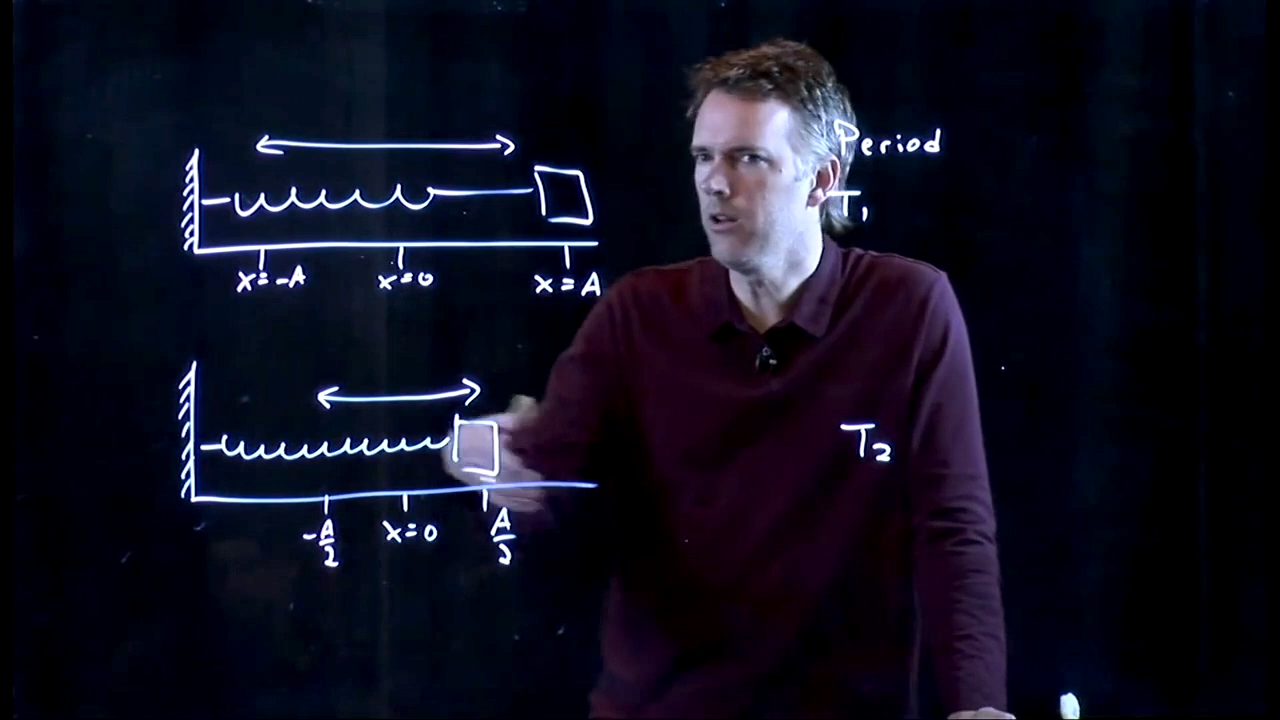 Period
T₁
x=-A x=0 x=A
T₂
-A/2 x=0 A/2